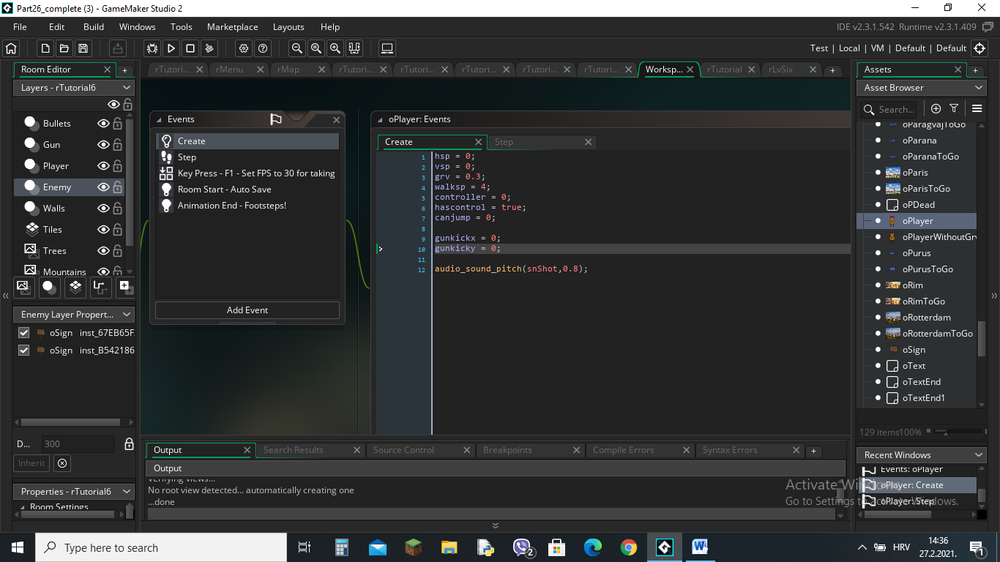 Part26_complete (3) - GameMaker Studio 2
File Edit Build Windows Tools Marketplace Layouts Help
IDE v2.3.1.542 Runtime v2.3.1.409
Test | Local | VM | Default | Default
Room Editor
Layers - rTutorial6
Bullets
Gun
Player
Enemy
Walls
Tiles
Trees
Mountains
Enemy Layer Propert...
oSign inst_67EB65F
oSign inst_B542186
D... 300
Inherit
Properties - rTutorial6
Room Settings
rTutori... rMenu rMap rTutori... rTutori... rTutori... rTutori... rTutori... Worksp... rTutorial rLvSix
Events
Create
Step
Key Press - F1 - Set FPS to 30 for taking
Room Start - Auto Save
Animation End - Footsteps!
Add Event
oPlayer: Events
Create Step
1 hsp = 0;
2 vsp = 0;
3 grv = 0.3;
4 walksp = 4;
5 controller = 0;
6 hascontrol = true;
7 canjump = 0;
8
9 gunkickx = 0;
10 gunkicky = 0;
11
12 audio_sound_pitch(snShot,0.8);
Output Search Results Source Control Breakpoints Compile Errors Syntax Errors
Output
Verifying views...
No root view detected... automatically creating one
...done
Assets
Asset Browser
Search...
oParagvajToGo
oParana
oParanaToGo
oParis
oParisToGo
oPDead
oPlayer
oPlayerWithoutGrv
oPurus
oPurusToGo
oRim
oRimToGo
oRotterdam
oRotterdamToGo
oSign
oText
oTextEnd
oTextEnd1
129 items 100%
Recent Windows
Events: oPlayer
oPlayer: Create
oPlayer: Step
Activate Windows
Go to Settings to activate Windows.
Type here to search
2
HRV
14:36
27.2.2021.
1